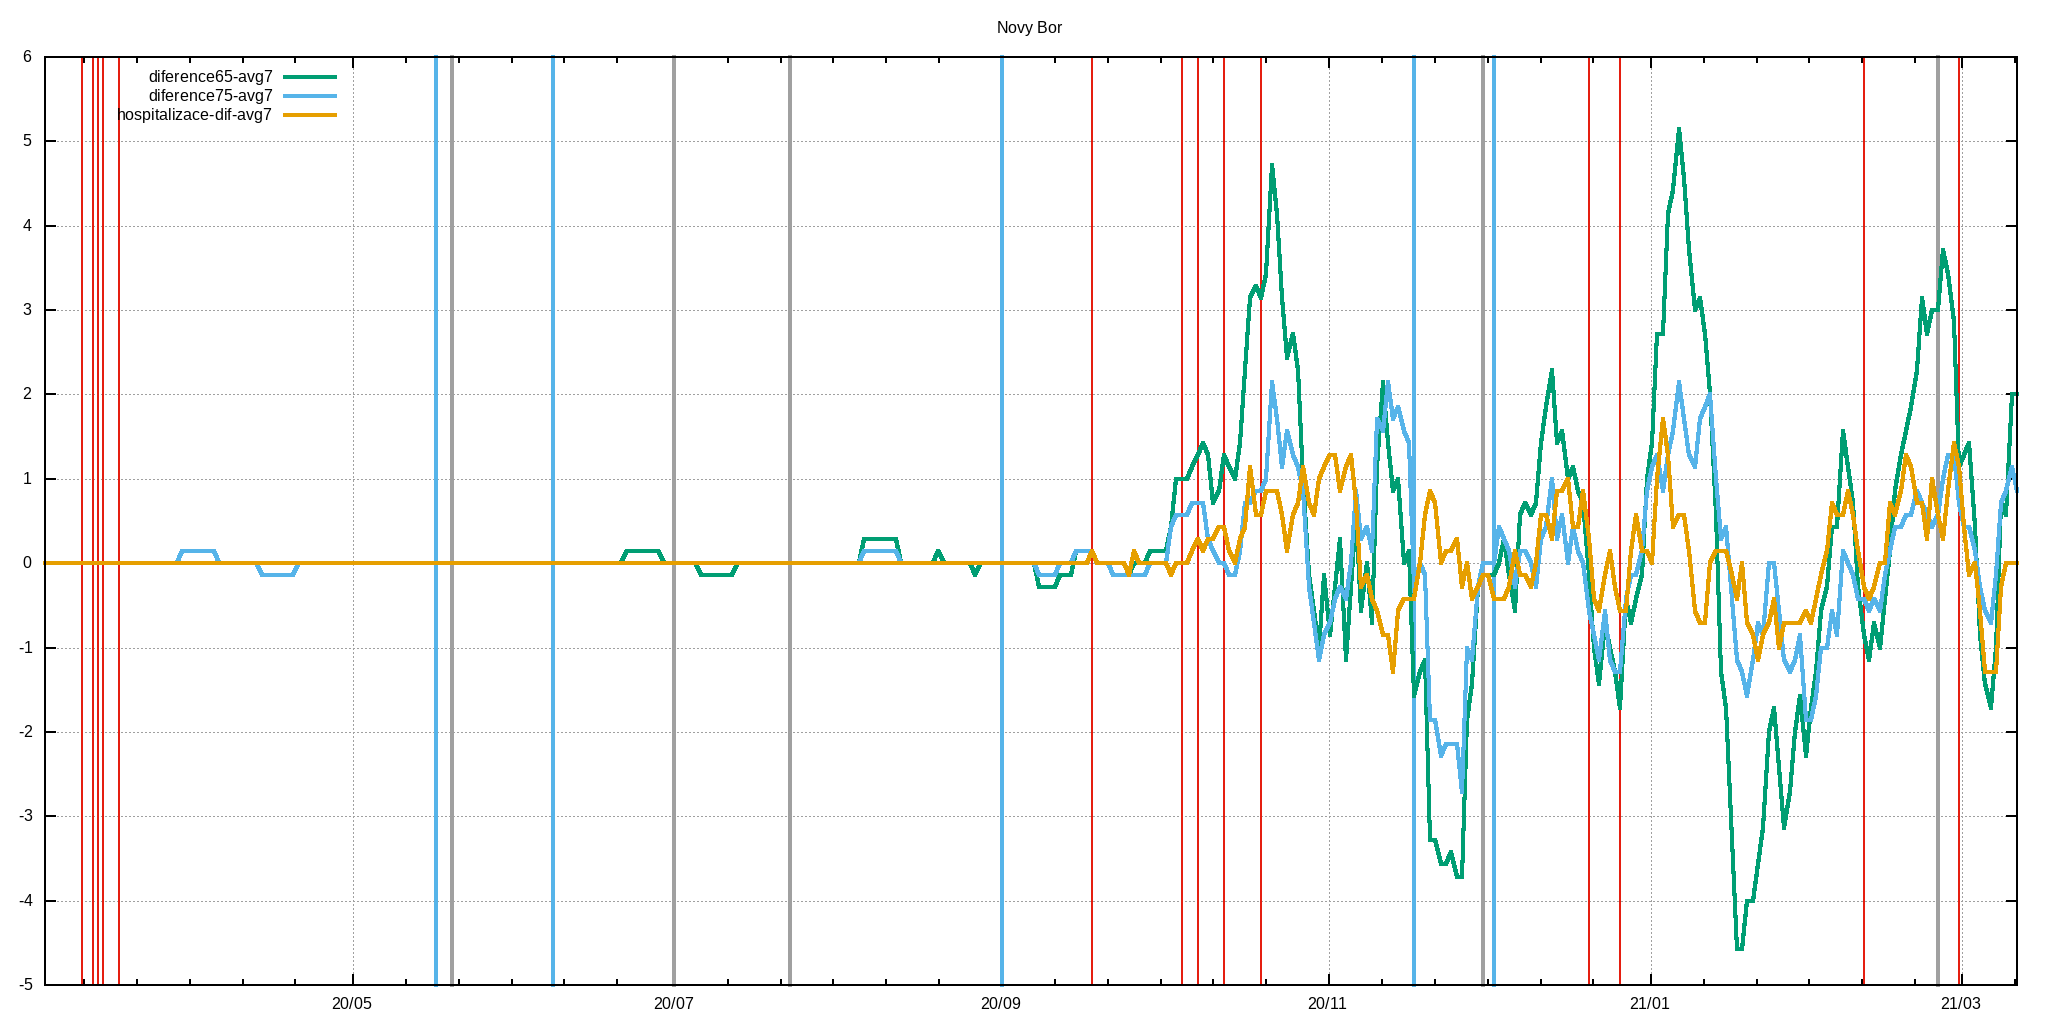 Novy Bor
6
diference65-avg7
diference75-avg7
hospitalizace-dif-avg7
5
4
3
2
1
0
-1
-2
-3
-4
-5
20/05 20/07 20/09 20/11 21/01 21/03